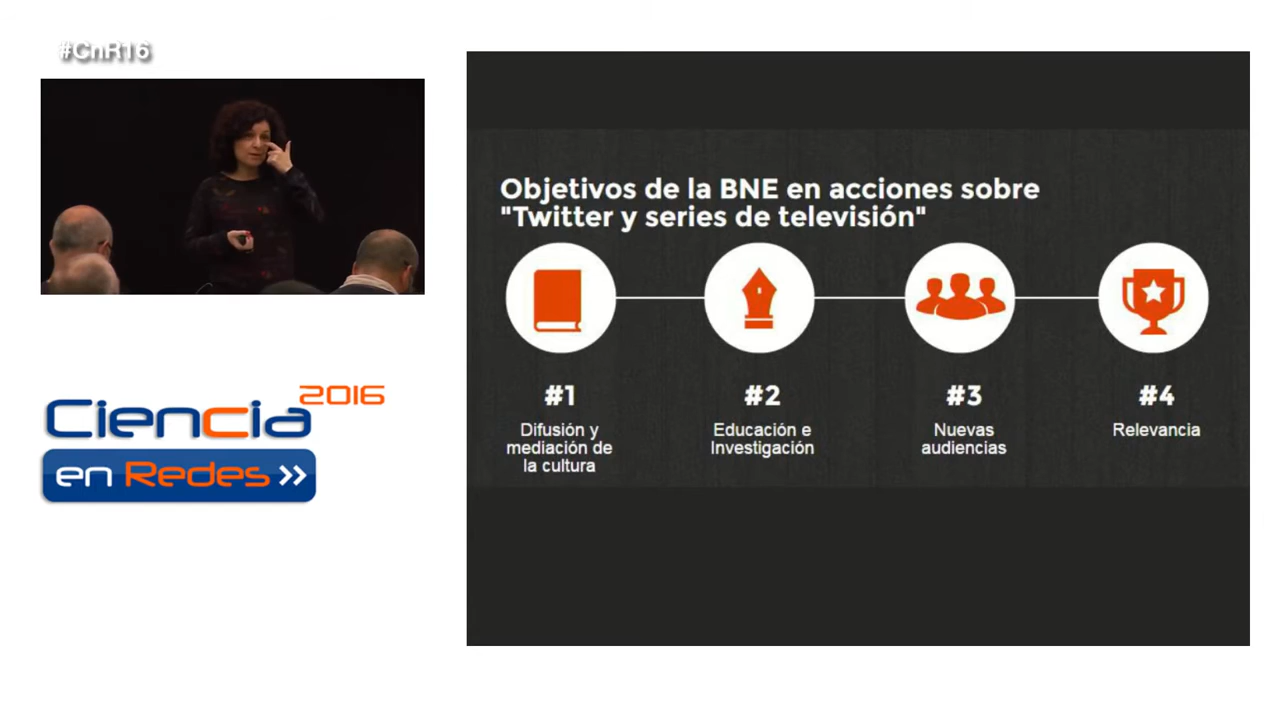 #CnR16
Objetivos de la BNE en acciones sobre
"Twitter y series de televisión"
#1
Difusión y
mediación de
la cultura
#2
Educación e
Investigación
#3
Nuevas
audiencias
#4
Relevancia
Ciencia 2016
en Redes >>